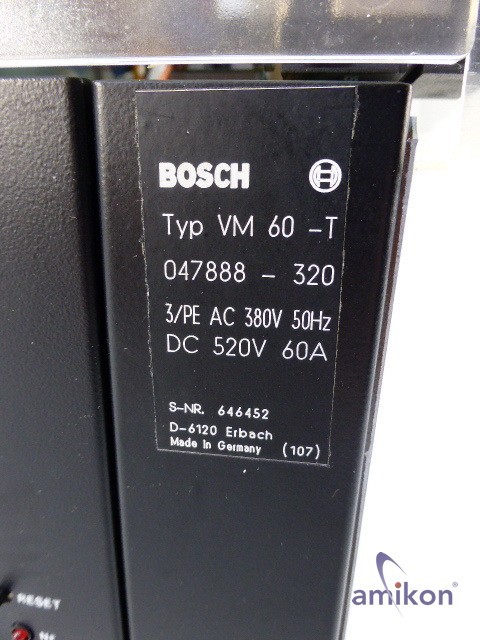 BOSCH
Typ VM 60 -T
047888 - 320
3/PE AC 380V 50Hz
DC 520V 60A
S-NR. 646452
D-6120 Erbach
Made in Germany (107)
RESET
amikon®